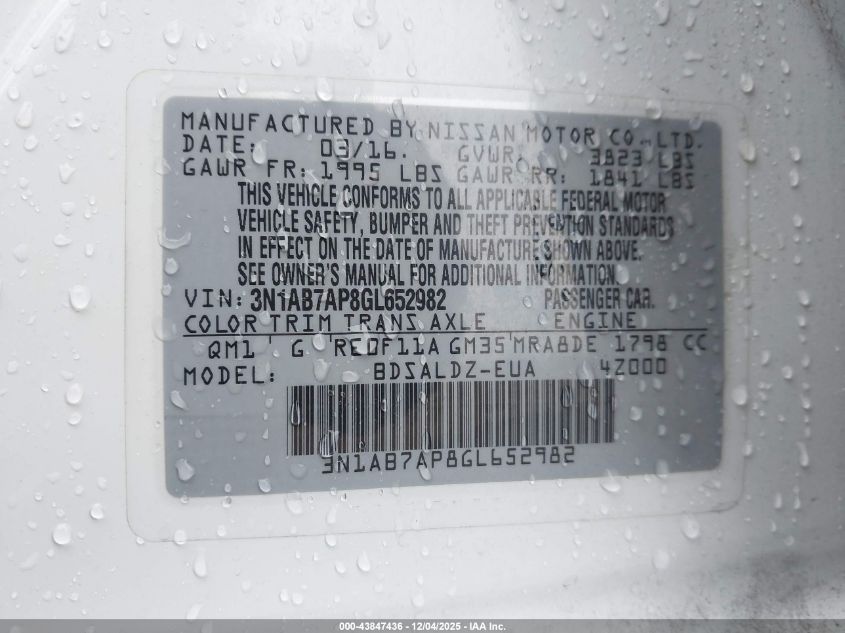 MANUFACTURED BY NISSAN MOTOR CO.,LTD.
DATE: 03/16. GVWR: 3823 LBS
GAWR FR: 1995 LBS GAWR RR: 1841 LBS
THIS VEHICLE CONFORMS TO ALL APPLICABLE FEDERAL MOTOR
VEHICLE SAFETY, BUMPER AND THEFT PREVENTION STANDARDS
IN EFFECT ON THE DATE OF MANUFACTURE SHOWN ABOVE.
SEE OWNER'S MANUAL FOR ADDITIONAL INFORMATION.
VIN: 3N1AB7AP8GL652982 PASSENGER CAR.
COLOR TRIM TRANS AXLE ENGINE
QM1 G RE0F11A GM35 MRA8DE 1798 CC
MODEL: BDSALDZ-EUA 4Z000
3N1AB7AP8GL652982
000-43847436 - 12/04/2025 - IAA Inc.